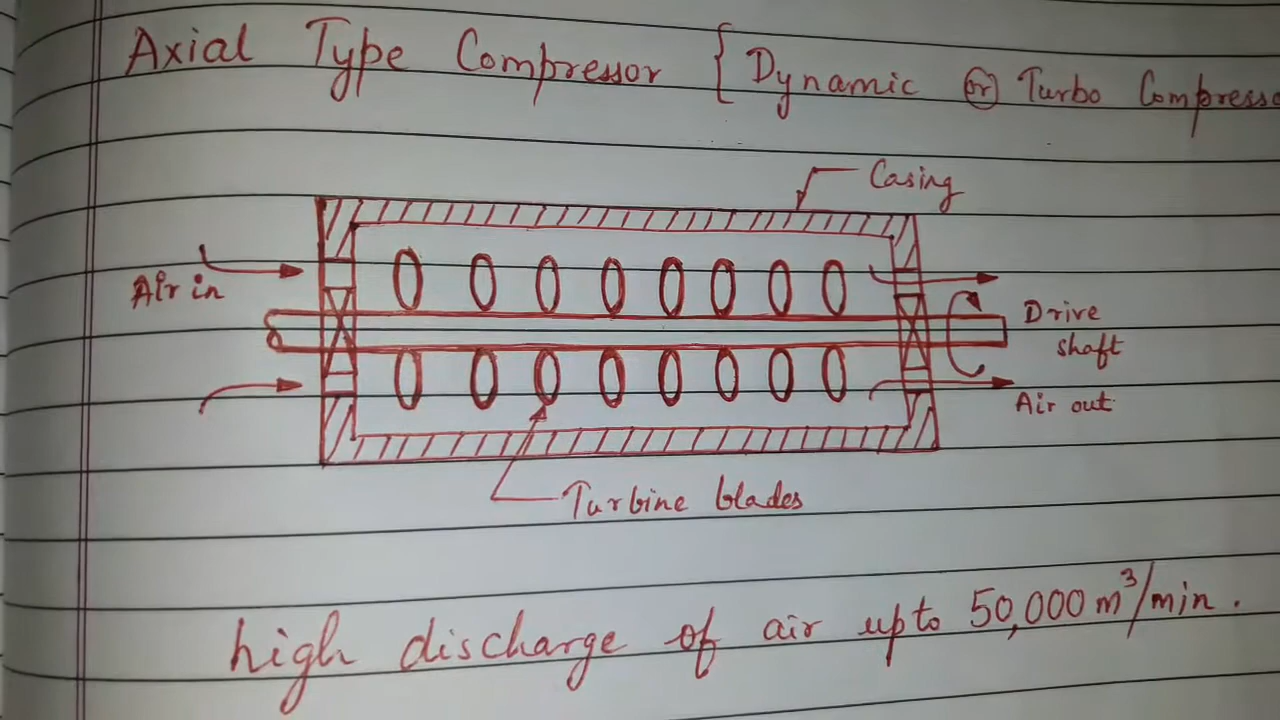 Axial Type Compressor { Dynamic or Turbo Compresso
Casing
Air in
Drive
shaft
Air out
Turbine blades
high discharge of air upto 50,000 m³/min.